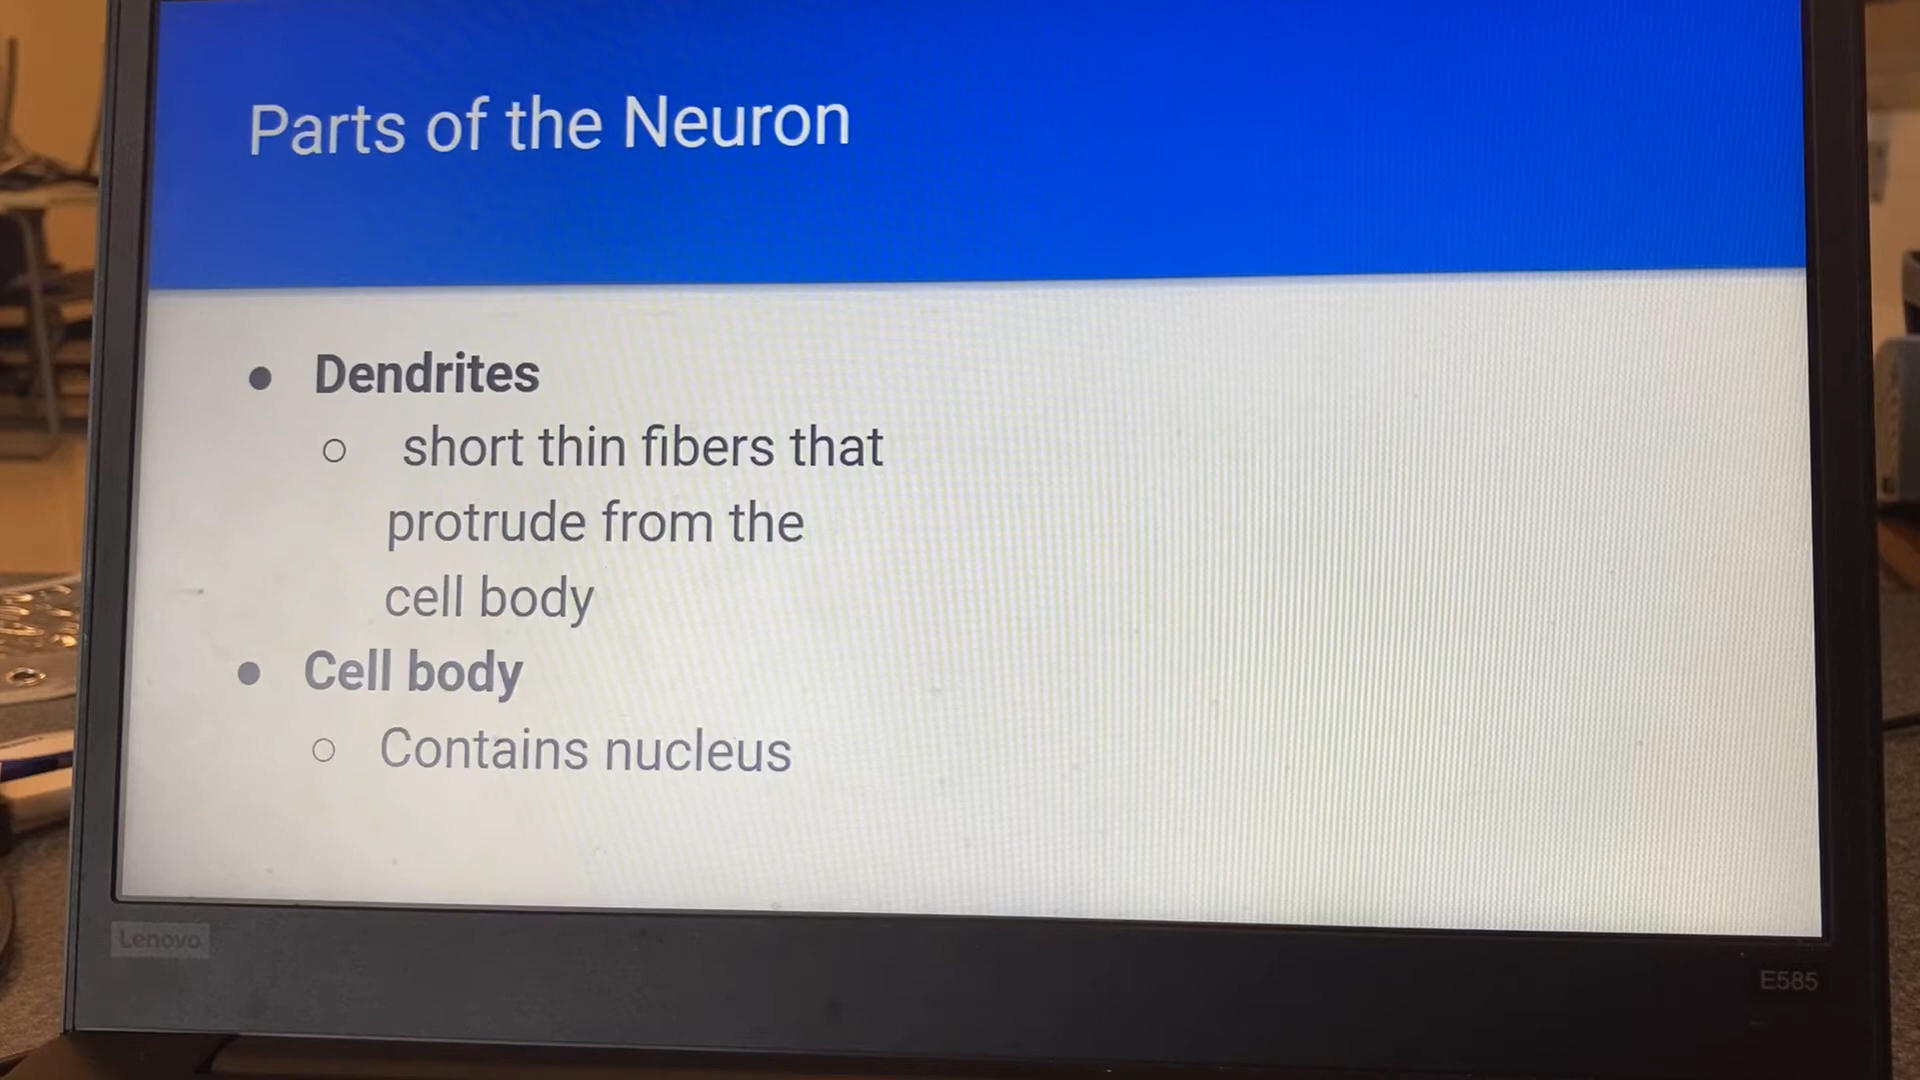 Parts of the Neuron
● Dendrites
○ short thin fibers that
protrude from the
cell body
● Cell body
○ Contains nucleus
Lenovo
E585